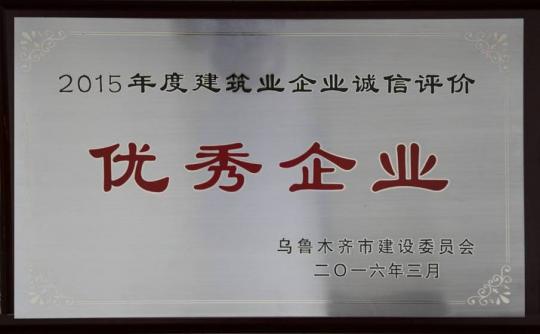 2015年度建筑业企业诚信评价
优秀企业
乌鲁木齐市建设委员会
二〇一六年三月